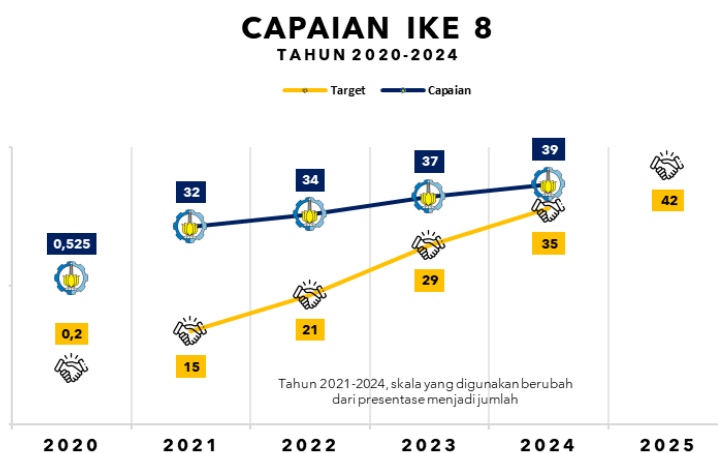 CAPAIAN IKE 8
TAHUN 2020-2024
Target Capaian
0,525
32
34
37
39
0,2
15
21
29
35
42
Tahun 2021-2024, skala yang digunakan berubah
dari presentase menjadi jumlah
2020 2021 2022 2023 2024 2025